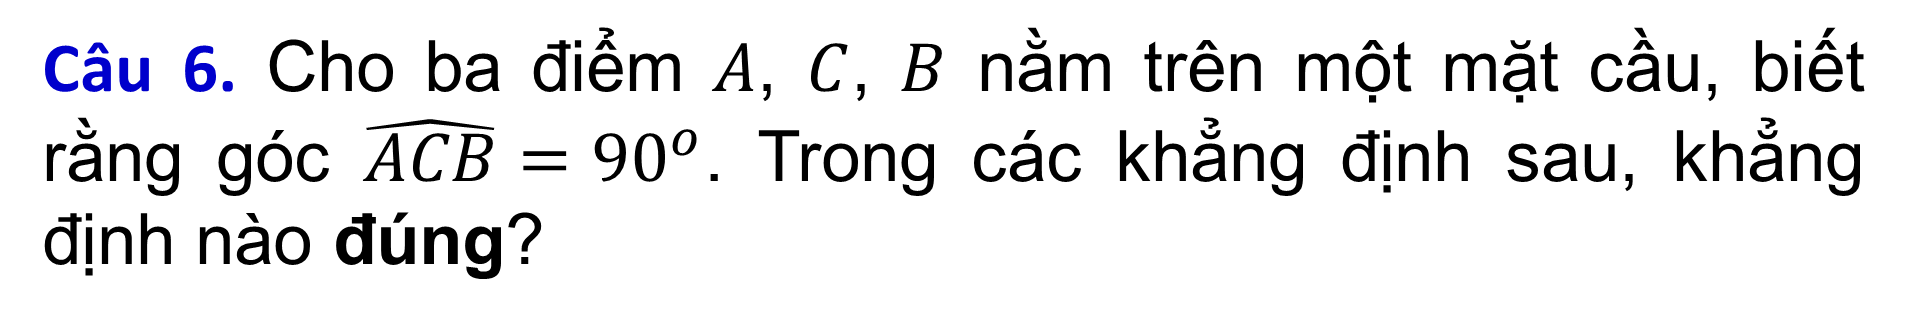 Câu 6. Cho ba điểm A, C, B nằm trên một mặt cầu, biết
rằng góc \widehat{ACB} = 90^o. Trong các khẳng định sau, khẳng
định nào đúng?